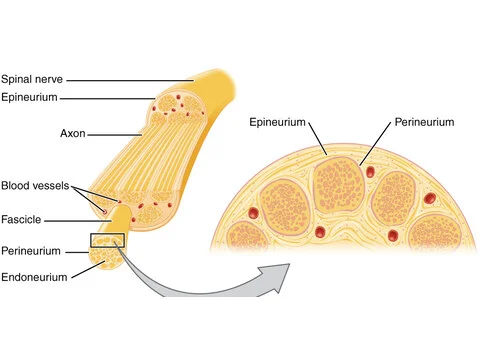 Spinal nerve
Epineurium
Axon
Blood vessels
Fascicle
Perineurium
Endoneurium
Epineurium
Perineurium